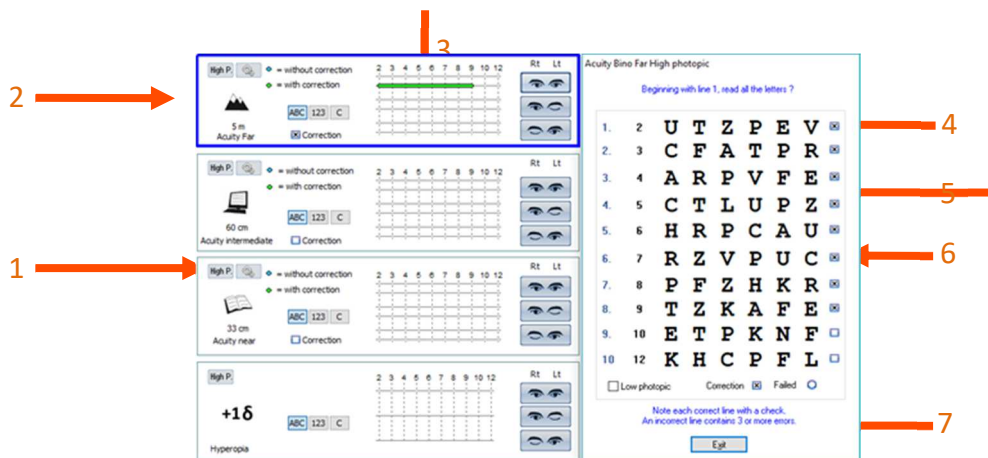 3
2
1
High P. = without correction 2 3 4 5 6 7 8 9 10 12 Rt Lt
= with correction
ABC 123 C
5 m
Acuity Far Correction
High P. = without correction 2 3 4 5 6 7 8 9 10 12 Rt Lt
= with correction
ABC 123 C
60 cm
Acuity intermediate Correction
High P. = without correction 2 3 4 5 6 7 8 9 10 12 Rt Lt
= with correction
ABC 123 C
33 cm
Acuity near Correction
High P. 2 3 4 5 6 7 8 9 10 12 Rt Lt
+1δ
ABC 123 C
Hyperopia
Acuity Bino Far High photopic
Beginning with line 1, read all the letters ?
1. 2 U T Z P E V
2. 3 C F A T P R
3. 4 A R P V F E
4. 5 C T L U P Z
5. 6 H R P C A U
6. 7 R Z V P U C
7. 8 P F Z H K R
8. 9 T Z K A F E
9. 10 E T P K N F
10 12 K H C P F L
Low photopic Correction Failed
Note each correct line with a check.
An incorrect line contains 3 or more errors.
Exit
4
5
6
7